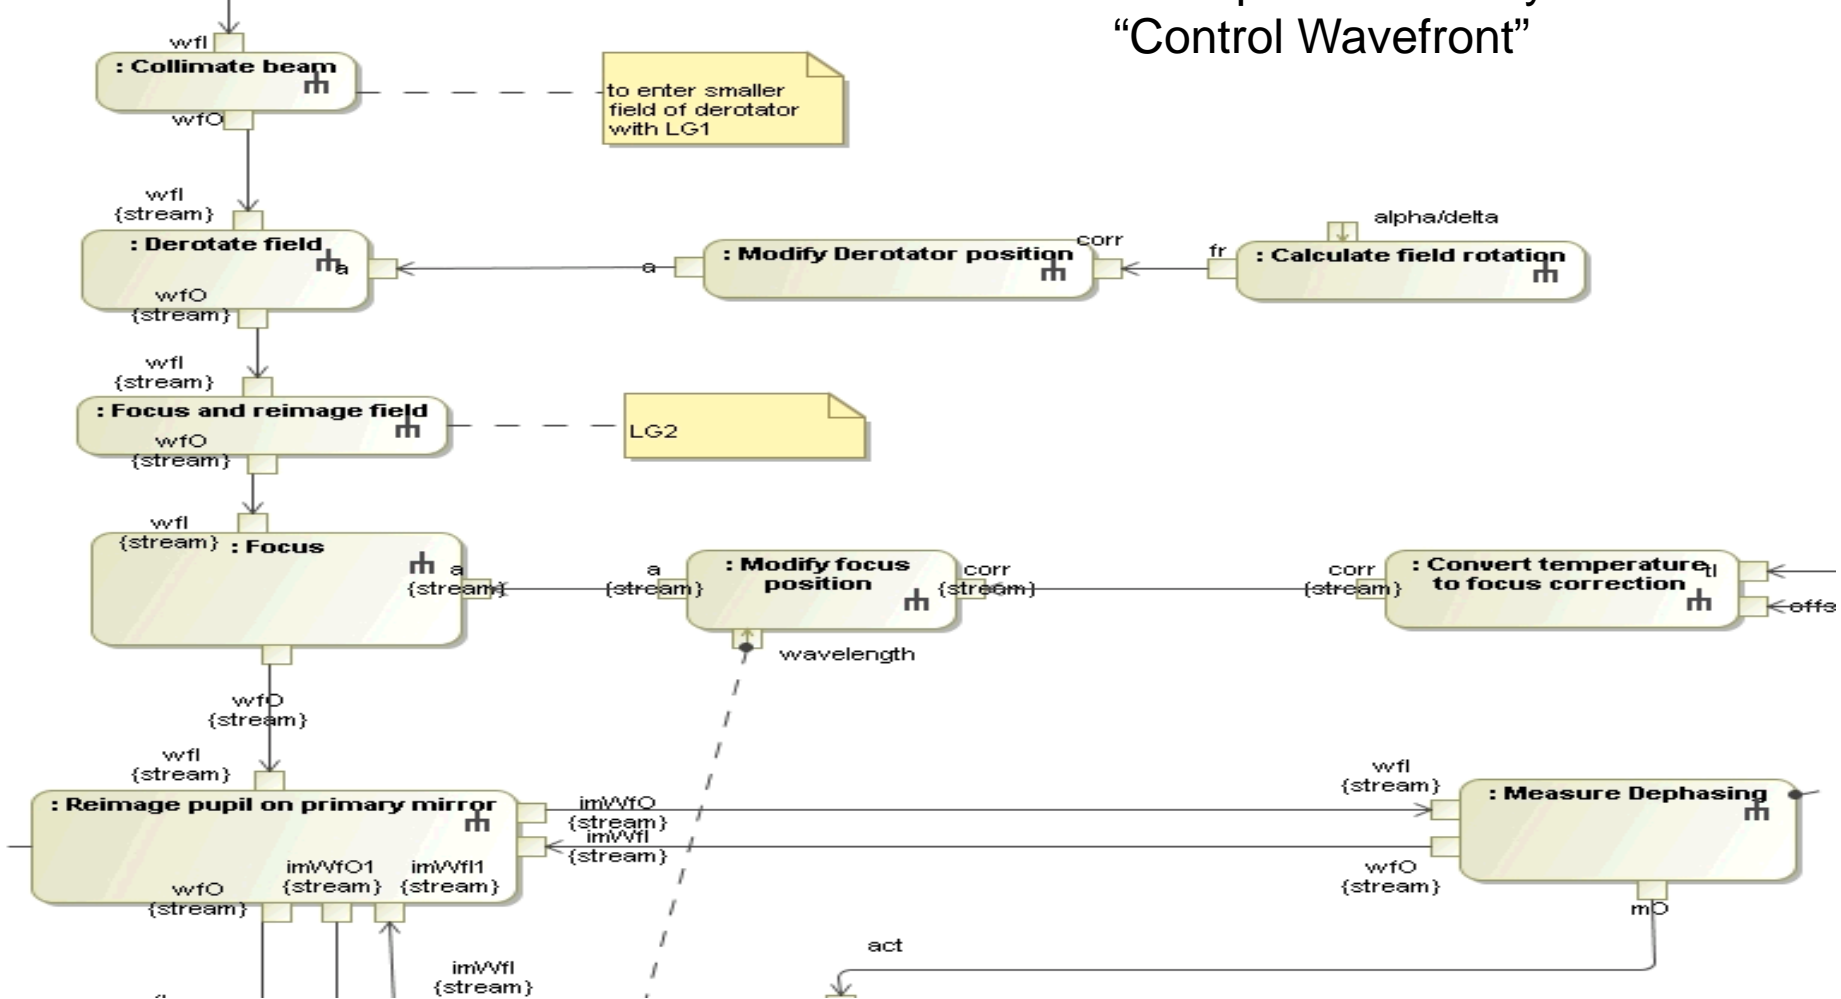 “Control Wavefront”
wfI
: Collimate beam
wfO
to enter smaller
field of derotator
with LG1
wfI
{stream}
: Derotate field
a
wfO
{stream}
a
: Modify Derotator position
corr
fr
: Calculate field rotation
alpha/delta
wfI
{stream}
: Focus and reimage field
wfO
{stream}
LG2
wfI
{stream}
: Focus
a
{stream}
a
{stream}
: Modify focus
position
corr
{stream}
wavelength
corr
{stream}
: Convert temperature
to focus correction
tI
wfO
{stream}
wfI
{stream}
: Reimage pupil on primary mirror
imWfO
{stream}
imWfI
{stream}
imWfO1
{stream}
imWfI1
{stream}
wfO
{stream}
wfI
{stream}
: Measure Dephasing
wfO
{stream}
mO
act
imWfI
{stream}